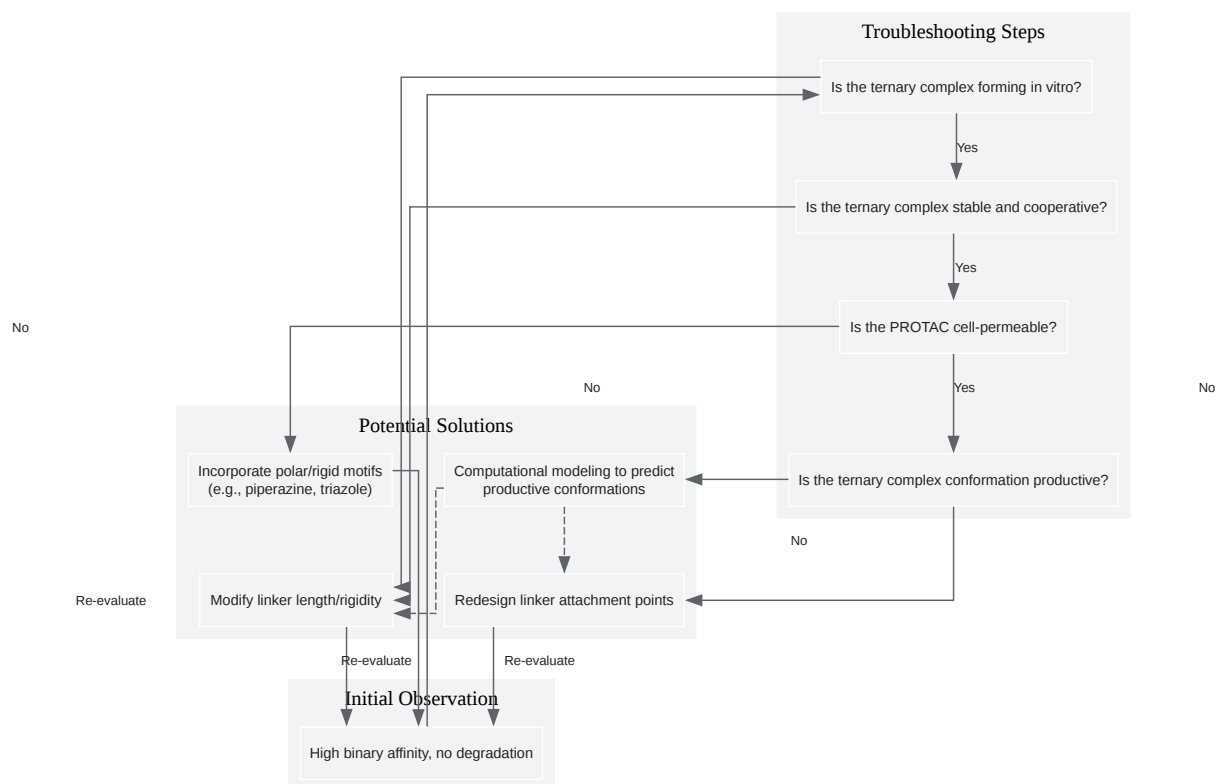 Troubleshooting Steps
Is the ternary complex forming in vitro?
Yes
Is the ternary complex stable and cooperative?
Yes
No
Is the PROTAC cell-permeable?
No
Yes
No
Potential Solutions
Incorporate polar/rigid motifs
(e.g., piperazine, triazole)
Computational modeling to predict
productive conformations
Is the ternary complex conformation productive?
No
Re-evaluate
Modify linker length/rigidity
Redesign linker attachment points
Re-evaluate
Re-evaluate
Initial Observation
High binary affinity, no degradation